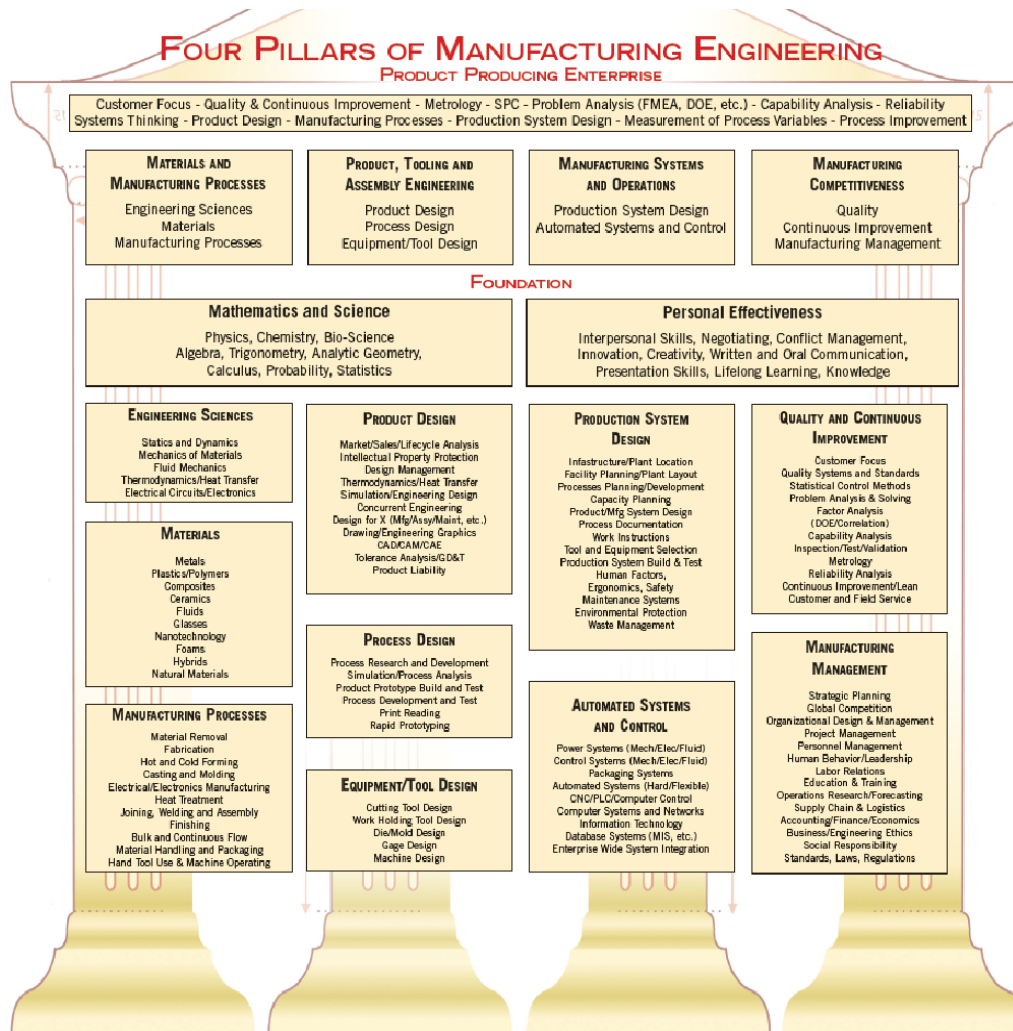 FOUR PILLARS OF MANUFACTURING ENGINEERING
PRODUCT PRODUCING ENTERPRISE
Customer Focus - Quality & Continuous Improvement - Metrology - SPC - Problem Analysis (FMEA, DOE, etc.) - Capability Analysis - Reliability
Systems Thinking - Product Design - Manufacturing Processes - Production System Design - Measurement of Process Variables - Process Improvement
MATERIALS AND
MANUFACTURING PROCESSES
Engineering Sciences
Materials
Manufacturing Processes
PRODUCT, TOOLING AND
ASSEMBLY ENGINEERING
Product Design
Process Design
Equipment/Tool Design
MANUFACTURING SYSTEMS
AND OPERATIONS
Production System Design
Automated Systems and Control
MANUFACTURING
COMPETITIVENESS
Quality
Continuous Improvement
Manufacturing Management
FOUNDATION
Mathematics and Science
Physics, Chemistry, Bio-Science
Algebra, Trigonometry, Analytic Geometry,
Calculus, Probability, Statistics
Personal Effectiveness
Interpersonal Skills, Negotiating, Conflict Management,
Innovation, Creativity, Written and Oral Communication,
Presentation Skills, Lifelong Learning, Knowledge
ENGINEERING SCIENCES
Statics and Dynamics
Mechanics of Materials
Fluid Mechanics
Thermodynamics/Heat Transfer
Electrical Circuits/Electronics
MATERIALS
Metals
Plastics/Polymers
Composites
Ceramics
Fluids
Glasses
Nanotechnology
Foams
Hybrids
Natural Materials
MANUFACTURING PROCESSES
Material Removal
Fabrication
Hot and Cold Forming
Casting and Molding
Electrical/Electronics Manufacturing
Heat Treatment
Joining, Welding and Assembly
Finishing
Bulk and Continuous Flow
Material Handling and Packaging
Hand Tool Use & Machine Operating
PRODUCT DESIGN
Market/Sales/Lifecycle Analysis
Intellectual Property Protection
Design Management
Thermodynamics/Heat Transfer
Simulation/Engineering Design
Concurrent Engineering
Design for X (Mfg/Assy/Maint, etc.)
Drawing/Engineering Graphics
CAD/CAM/CAE
Tolerance Analysis/GD&T
Product Liability
PROCESS DESIGN
Process Research and Development
Simulation/Process Analysis
Product Prototype Build and Test
Process Development and Test
Print Reading
Rapid Prototyping
EQUIPMENT/TOOL DESIGN
Cutting Tool Design
Work Holding Tool Design
Die/Mold Design
Gage Design
Machine Design
PRODUCTION SYSTEM
DESIGN
Infastructure/Plant Location
Facility Planning/Plant Layout
Processes Planning/Development
Capacity Planning
Product/Mfg System Design
Process Documentation
Work Instructions
Tool and Equipment Selection
Production System Build & Test
Human Factors,
Ergonomics, Safety
Maintenance Systems
Environmental Protection
Waste Management
AUTOMATED SYSTEMS
AND CONTROL
Power Systems (Mech/Elec/Fluid)
Control Systems (Mech/Elec/Fluid)
Packaging Systems
Automated Systems (Hard/Flexible)
CNC/PLC/Computer Control
Computer Systems and Networks
Information Technology
Database Systems (MIS, etc.)
Enterprise Wide System Integration
QUALITY AND CONTINUOUS
IMPROVEMENT
Customer Focus
Quality Systems and Standards
Statistical Control Methods
Problem Analysis & Solving
Factor Analysis
(DOE/Correlation)
Capability Analysis
Inspection/Test/Validation
Metrology
Reliability Analysis
Continuous Improvement/Lean
Customer and Field Service
MANUFACTURING
MANAGEMENT
Strategic Planning
Global Competition
Organizational Design & Management
Project Management
Personnel Management
Human Behavior/Leadership
Labor Relations
Education & Training
Operations Research/Forecasting
Supply Chain & Logistics
Accounting/Finance/Economics
Business/Engineering Ethics
Social Responsibility
Standards, Laws, Regulations